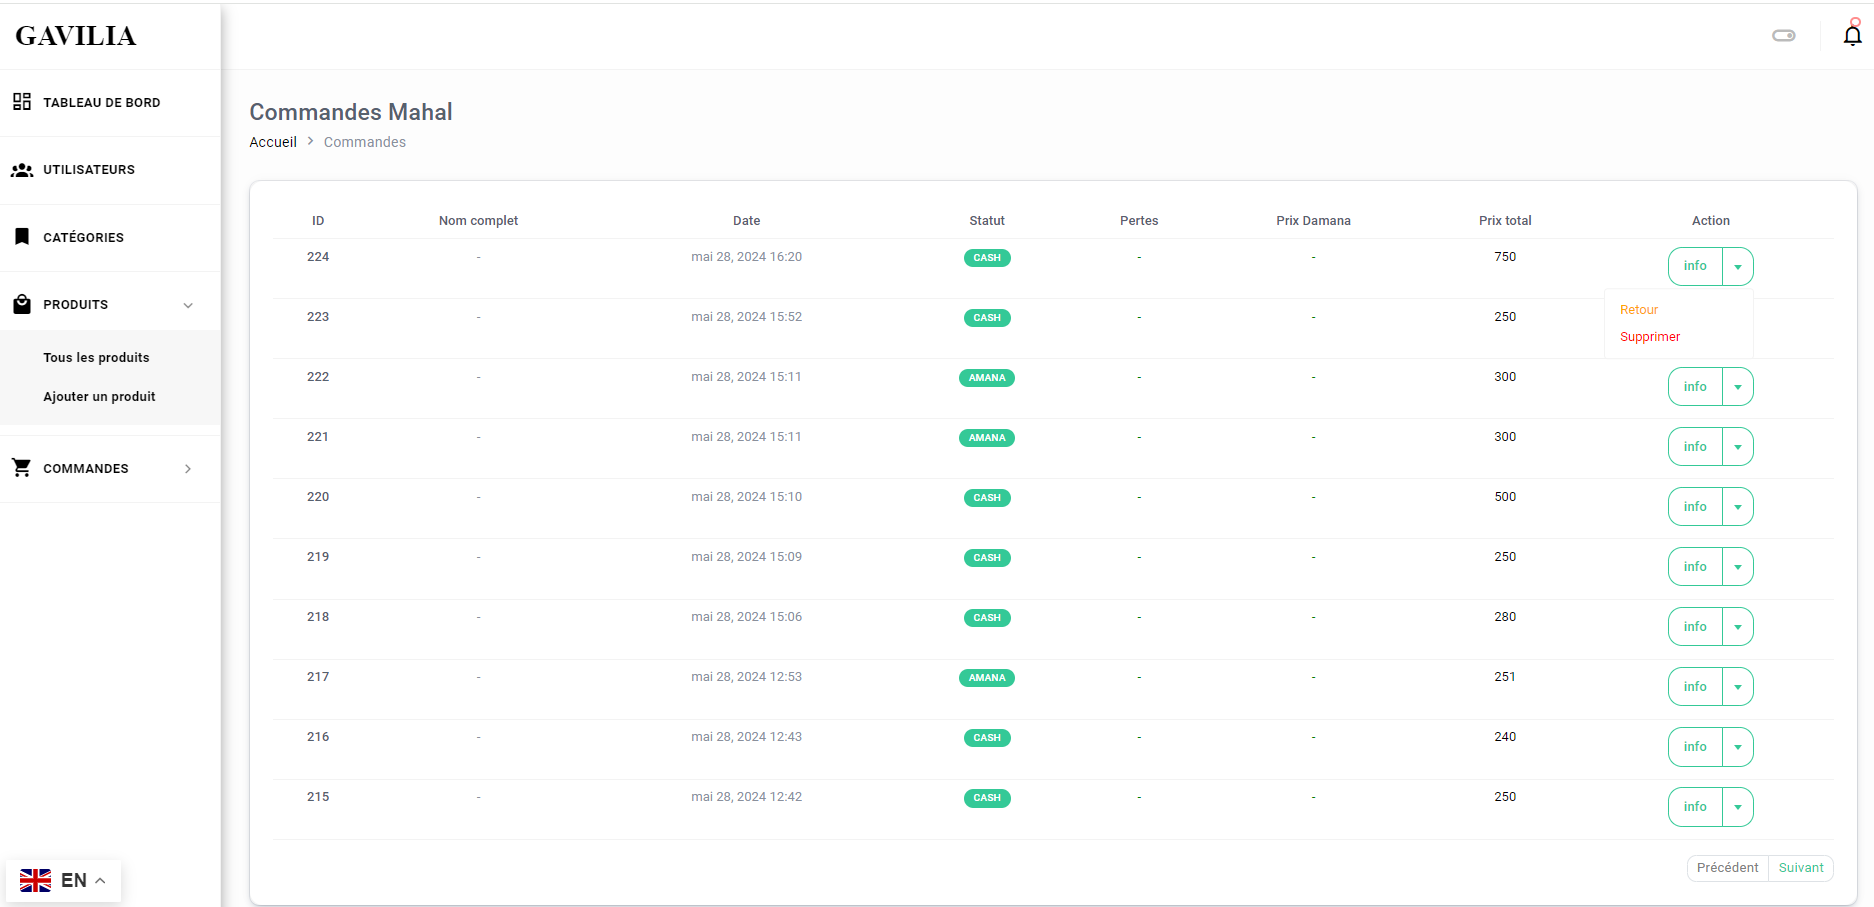 GAVILIA
TABLEAU DE BORD
UTILISATEURS
CATÉGORIES
PRODUITS
Tous les produits
Ajouter un produit
COMMANDES
EN
Commandes Mahal
Accueil > Commandes
ID Nom complet Date Statut Pertes Prix Damana Prix total Action
224 - mai 28, 2024 16:20 CASH - - 750 info
Retour
Supprimer
223 - mai 28, 2024 15:52 CASH - - 250
222 - mai 28, 2024 15:11 AMANA - - 300 info
221 - mai 28, 2024 15:11 AMANA - - 300 info
220 - mai 28, 2024 15:10 CASH - - 500 info
219 - mai 28, 2024 15:09 CASH - - 250 info
218 - mai 28, 2024 15:06 CASH - - 280 info
217 - mai 28, 2024 12:53 AMANA - - 251 info
216 - mai 28, 2024 12:43 CASH - - 240 info
215 - mai 28, 2024 12:42 CASH - - 250 info
Précédent Suivant